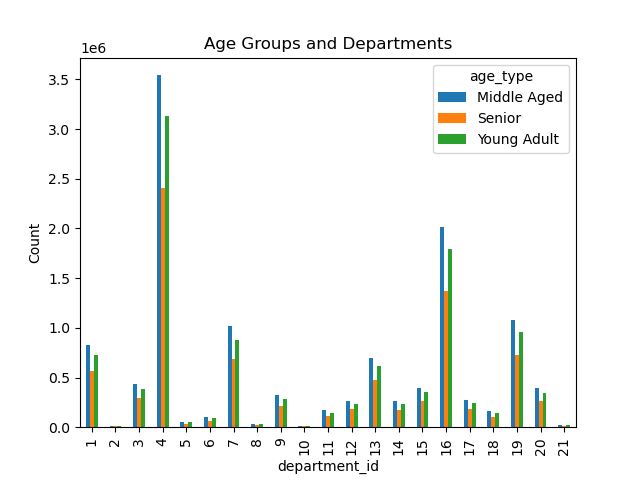 Age Groups and Departments
1e6
age_type
Middle Aged
Senior
Young Adult
3.5
3.0
2.5
2.0
1.5
1.0
0.5
0.0
Count
1 2 3 4 5 6 7 8 9 10 11 12 13 14 15 16 17 18 19 20 21
department_id